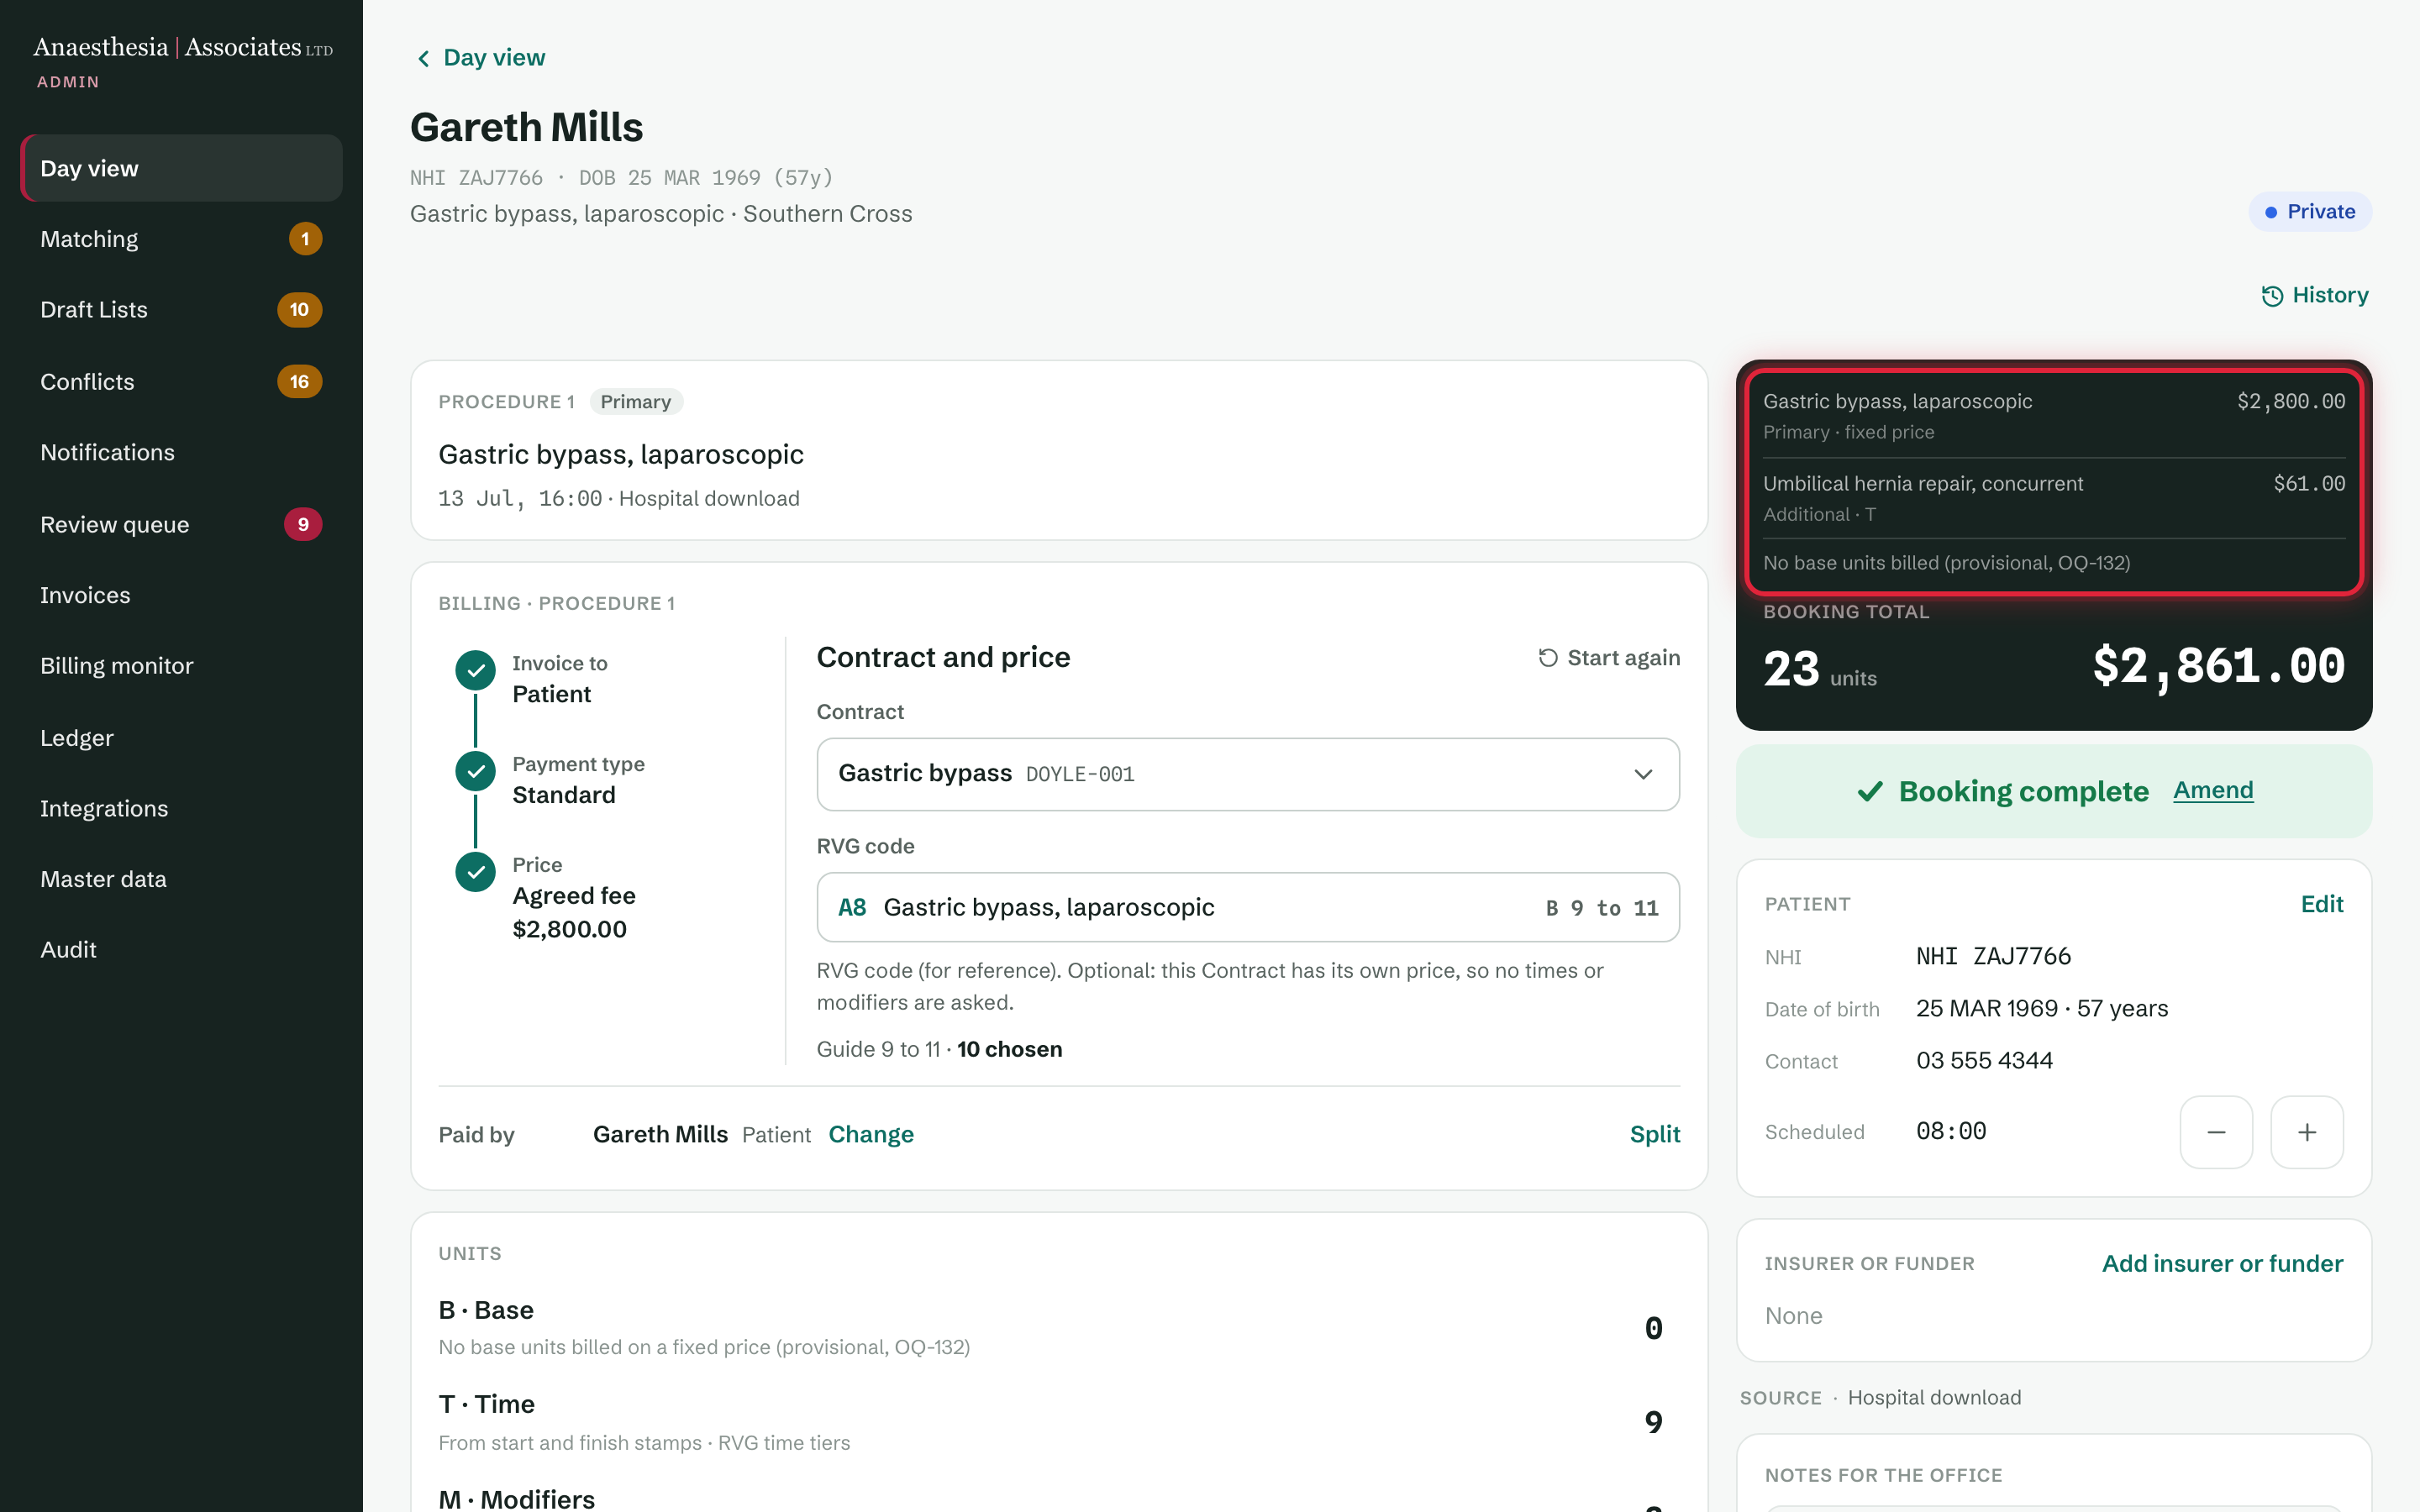 Anaesthesia | Associates LTD
ADMIN
Day view
Matching 1
Draft Lists 10
Conflicts 16
Notifications
Review queue 9
Invoices
Billing monitor
Ledger
Integrations
Master data
Audit
Day view
Gareth Mills
NHI ZAJ7766 · DOB 25 MAR 1969 (57y)
Gastric bypass, laparoscopic · Southern Cross
Private
History
PROCEDURE 1 Primary
Gastric bypass, laparoscopic
13 Jul, 16:00 · Hospital download
BILLING · PROCEDURE 1
Invoice to
Patient
Payment type
Standard
Price
Agreed fee
$2,800.00
Contract and price
Start again
Contract
Gastric bypass DOYLE-001
RVG code
A8 Gastric bypass, laparoscopic B 9 to 11
RVG code (for reference). Optional: this Contract has its own price, so no times or
modifiers are asked.
Guide 9 to 11 · 10 chosen
Paid by Gareth Mills Patient Change Split
UNITS
B · Base
No base units billed on a fixed price (provisional, OQ-132)
0
T · Time
From start and finish stamps · RVG time tiers
9
M · Modifiers
Gastric bypass, laparoscopic $2,800.00
Primary · fixed price
Umbilical hernia repair, concurrent $61.00
Additional · T
No base units billed (provisional, OQ-132)
BOOKING TOTAL
23 units $2,861.00
Booking complete Amend
PATIENT Edit
NHI NHI ZAJ7766
Date of birth 25 MAR 1969 · 57 years
Contact 03 555 4344
Scheduled 08:00 − +
INSURER OR FUNDER Add insurer or funder
None
SOURCE · Hospital download
NOTES FOR THE OFFICE